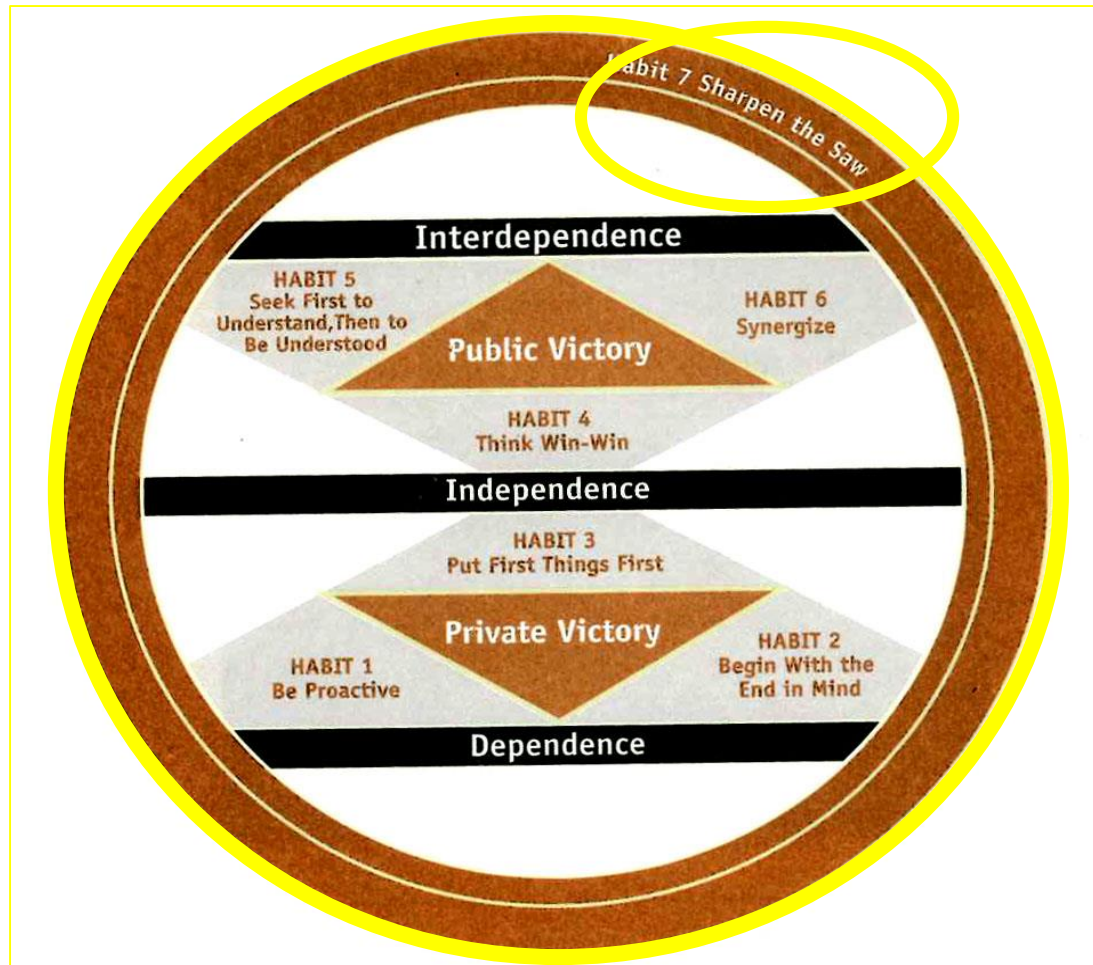 Habit 7 Sharpen the Saw
Interdependence
HABIT 5
Seek First to
Understand,Then to
Be Understood
HABIT 6
Synergize
Public Victory
HABIT 4
Think Win-Win
Independence
HABIT 3
Put First Things First
Private Victory
HABIT 1
Be Proactive
HABIT 2
Begin With the
End in Mind
Dependence